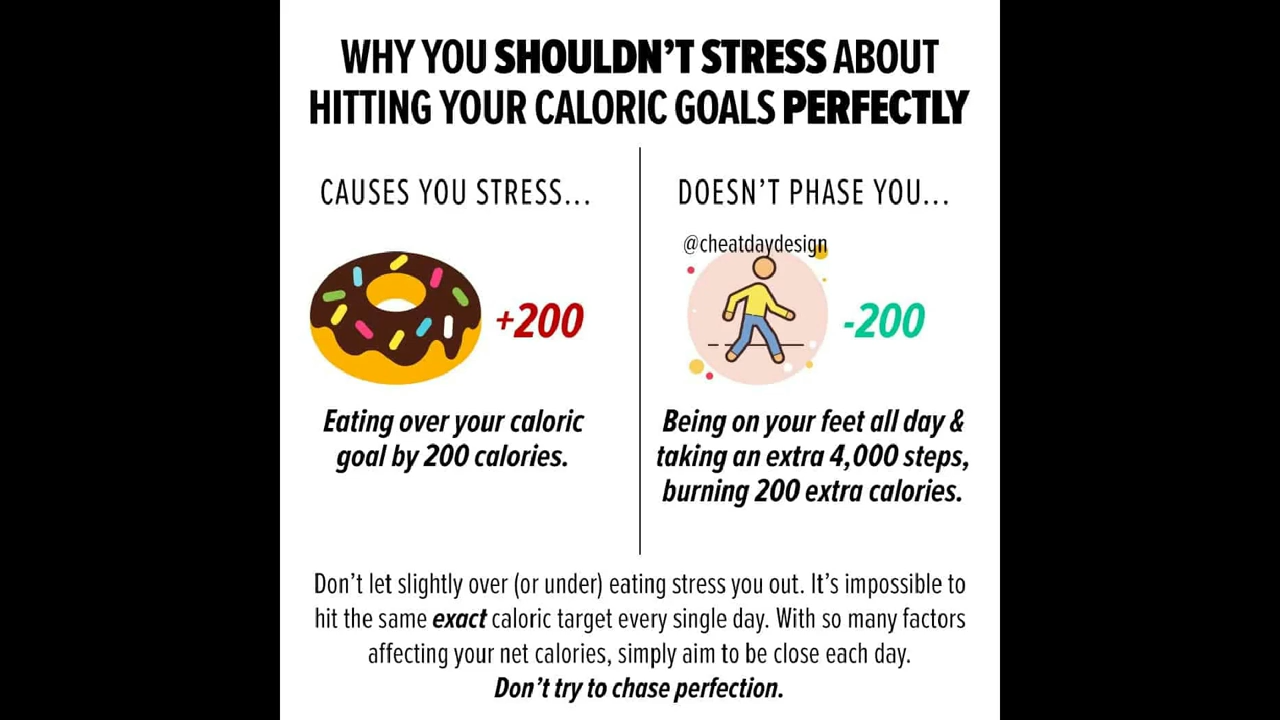 WHY YOU SHOULDN'T STRESS ABOUT
HITTING YOUR CALORIC GOALS PERFECTLY
CAUSES YOU STRESS...
+200
Eating over your caloric
goal by 200 calories.
DOESN'T PHASE YOU...
@cheatdaydesign
-200
Being on your feet all day &
taking an extra 4,000 steps,
burning 200 extra calories.
Don't let slightly over (or under) eating stress you out. It's impossible to
hit the same exact caloric target every single day. With so many factors
affecting your net calories, simply aim to be close each day.
Don't try to chase perfection.